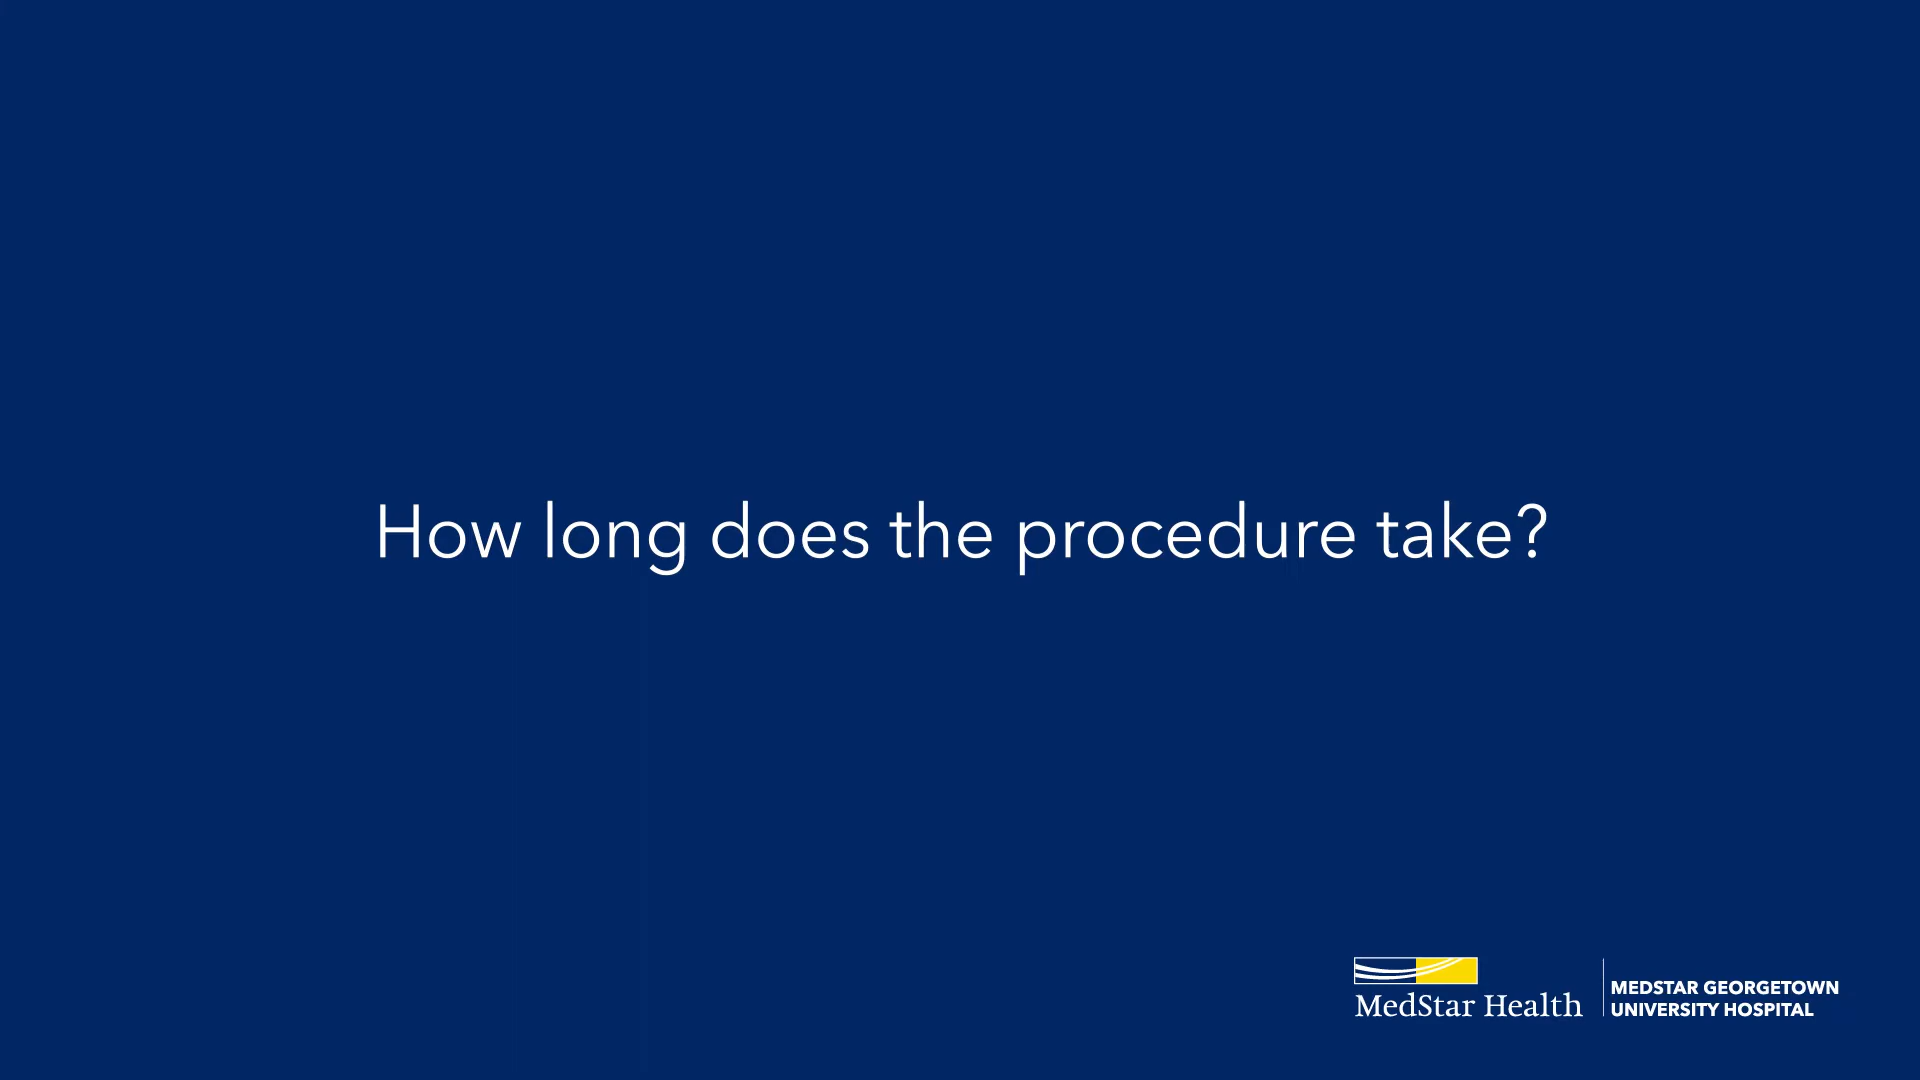 How long does the procedure take?
MedStar Health
MEDSTAR GEORGETOWN
UNIVERSITY HOSPITAL